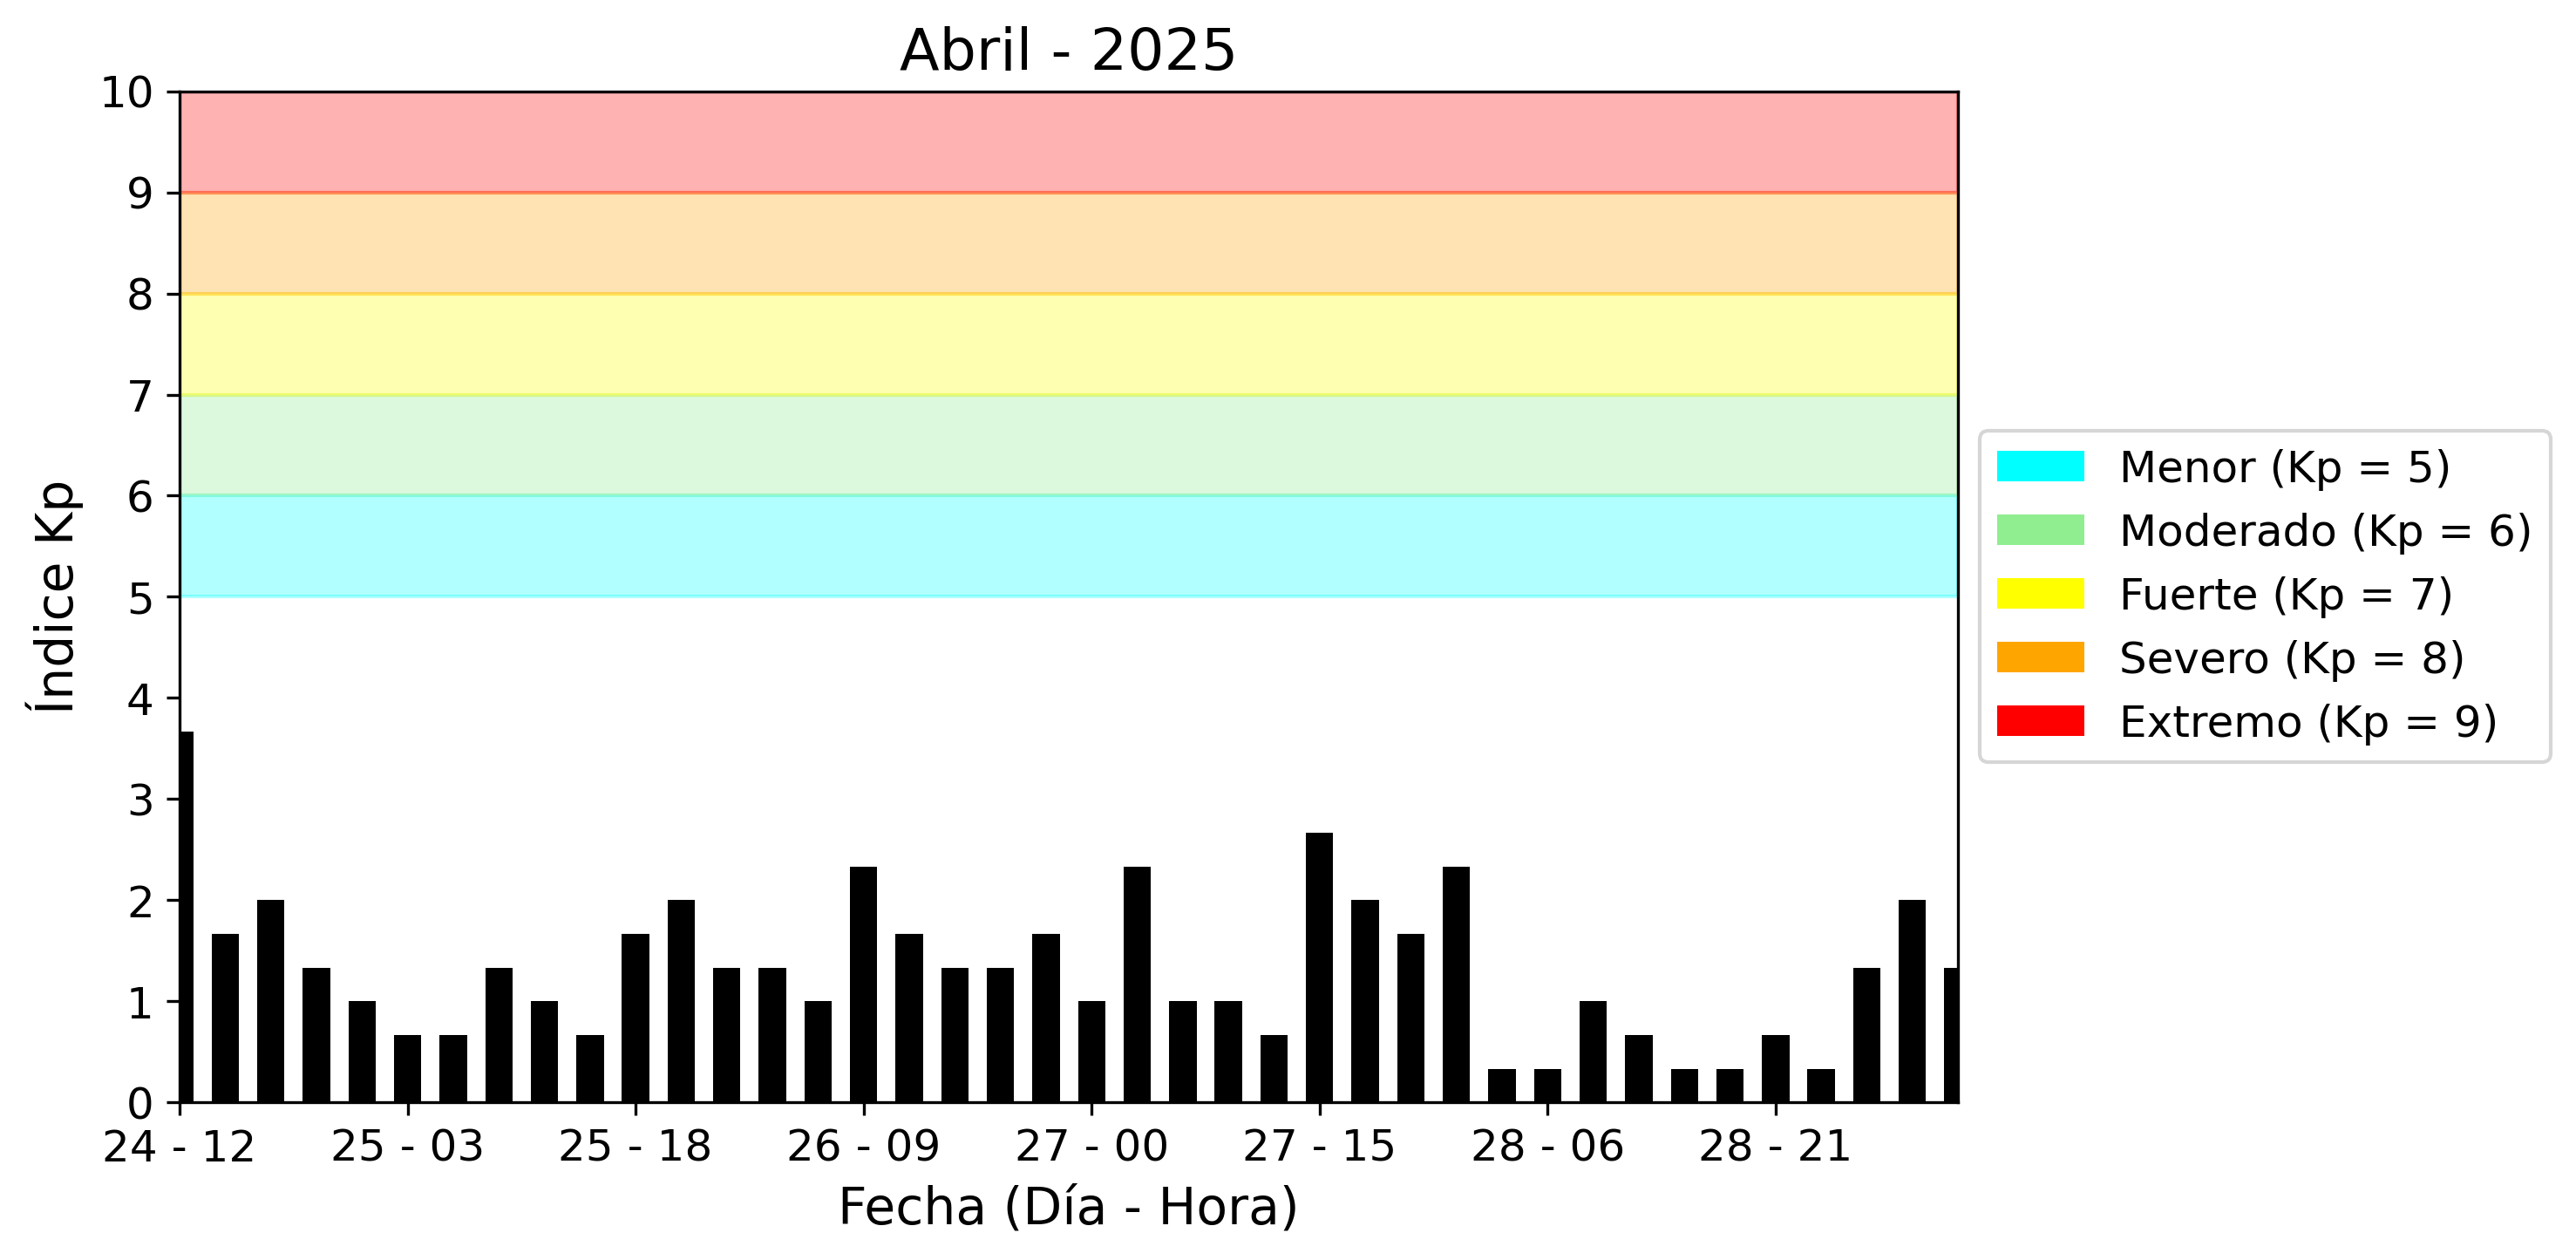 Abril - 2025
10
9
8
7
6
5
4
3
2
1
0
Índice Kp
24 - 12
25 - 03
25 - 18
26 - 09
27 - 00
27 - 15
28 - 06
28 - 21
Fecha (Día - Hora)
Menor (Kp = 5)
Moderado (Kp = 6)
Fuerte (Kp = 7)
Severo (Kp = 8)
Extremo (Kp = 9)